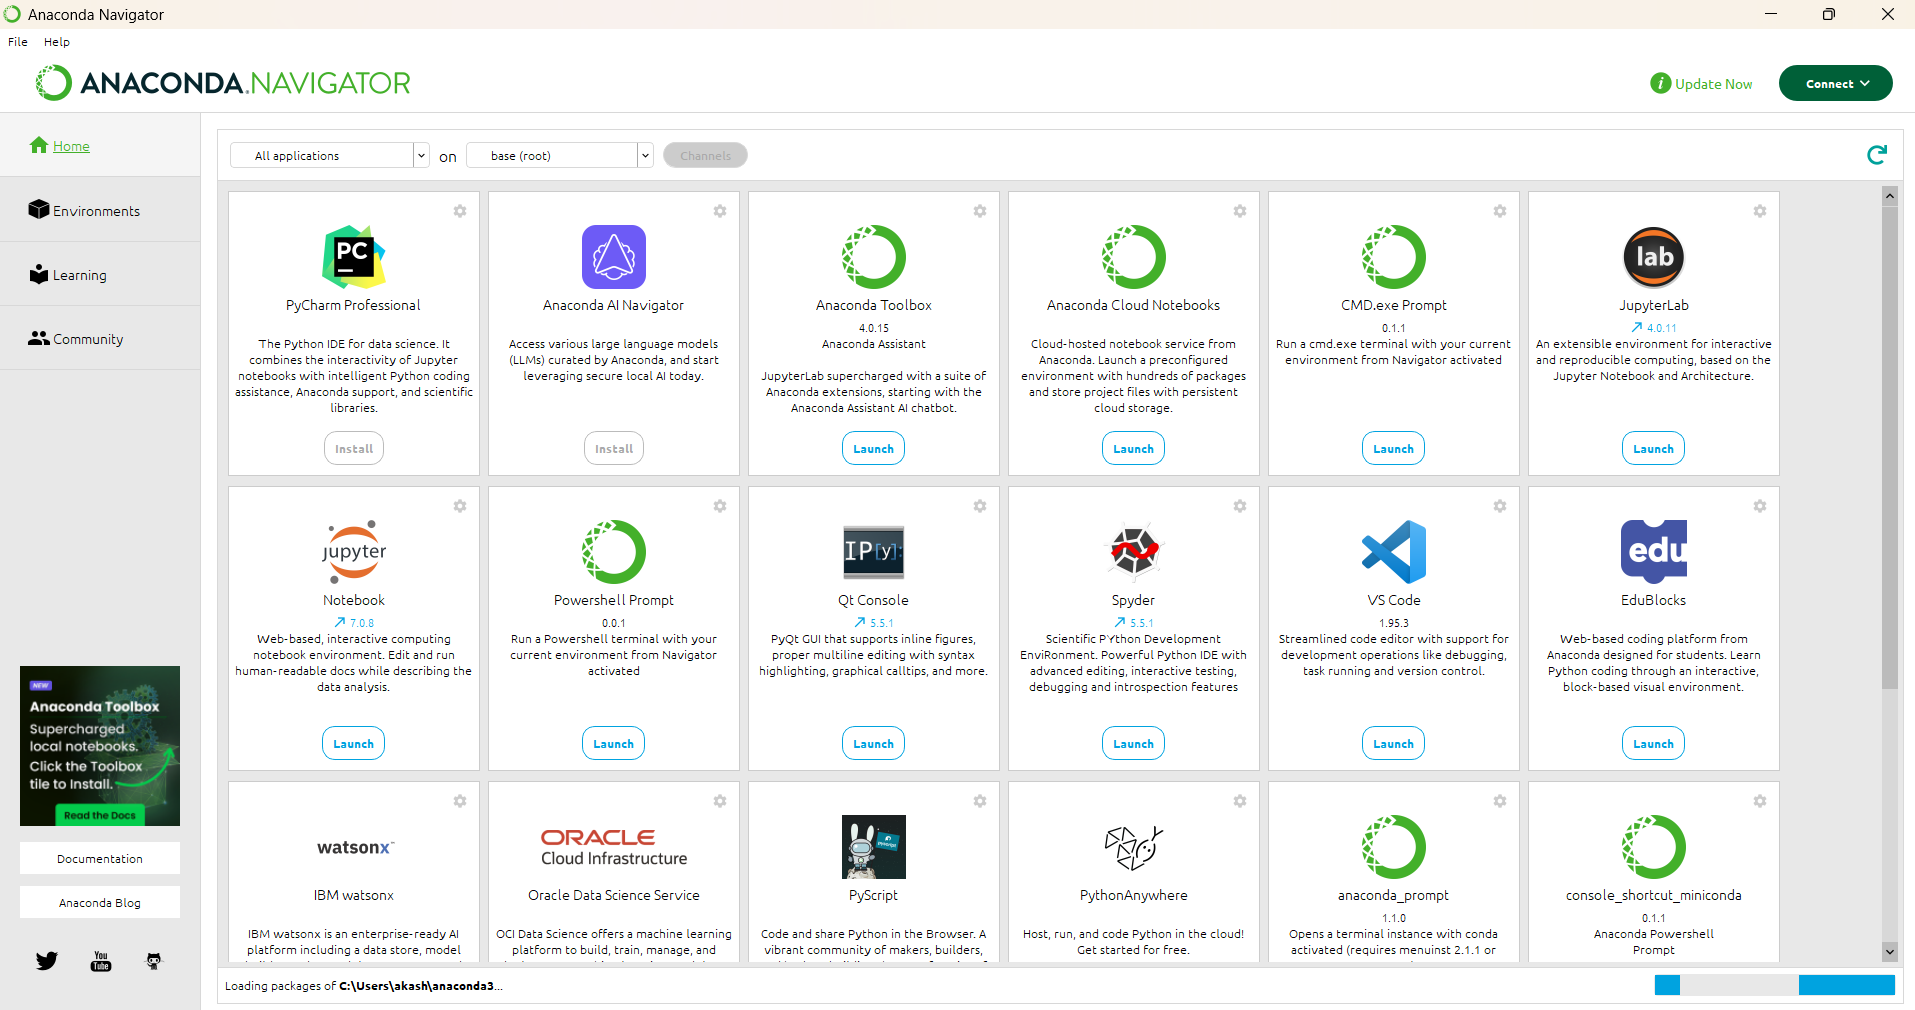 Anaconda Navigator
File Help
ANACONDA.NAVIGATOR
i Update Now
Connect
Home
Environments
Learning
Community
All applications on base (root) Channels
PC
PyCharm Professional
The Python IDE for data science. It
combines the interactivity of Jupyter
notebooks with intelligent Python coding
assistance, Anaconda support, and scientific
libraries.
Install
Anaconda AI Navigator
Access various large language models
(LLMs) curated by Anaconda, and start
leveraging secure local AI today.
Install
Anaconda Toolbox
4.0.15
Anaconda Assistant
JupyterLab supercharged with a suite of
Anaconda extensions, starting with the
Anaconda Assistant AI chatbot.
Launch
Anaconda Cloud Notebooks
Cloud-hosted notebook service from
Anaconda. Launch a preconfigured
environment with hundreds of packages
and store project files with persistent
cloud storage.
Launch
CMD.exe Prompt
0.1.1
Run a cmd.exe terminal with your current
environment from Navigator activated
Launch
lab
JupyterLab
4.0.11
An extensible environment for interactive
and reproducible computing, based on the
Jupyter Notebook and Architecture.
Launch
jupyter
Notebook
7.0.8
Web-based, interactive computing
notebook environment. Edit and run
human-readable docs while describing the
data analysis.
Launch
Powershell Prompt
0.0.1
Run a Powershell terminal with your
current environment from Navigator
activated
Launch
IP[y]:
Qt Console
5.5.1
PyQt GUI that supports inline figures,
proper multiline editing with syntax
highlighting, graphical calltips, and more.
Launch
Spyder
5.5.1
Scientific PYthon Development
EnviRonment. Powerful Python IDE with
advanced editing, interactive testing,
debugging and introspection features
Launch
VS Code
1.95.3
Streamlined code editor with support for
development operations like debugging,
task running and version control.
Launch
edu
EduBlocks
Web-based coding platform from
Anaconda designed for students. Learn
Python coding through an interactive,
block-based visual environment.
Launch
watsonx
IBM watsonx
IBM watsonx is an enterprise-ready AI
platform including a data store, model
ORACLE
Cloud Infrastructure
Oracle Data Science Service
OCI Data Science offers a machine learning
platform to build, train, manage, and
PyScript
Code and share Python in the Browser. A
vibrant community of makers, builders,
PythonAnywhere
Host, run, and code Python in the cloud!
Get started for free.
anaconda_prompt
1.1.0
Opens a terminal instance with conda
activated (requires menuinst 2.1.1 or
console_shortcut_miniconda
0.1.1
Anaconda Powershell
Prompt
NEW
Anaconda Toolbox
Supercharged
local notebooks.
Click the Toolbox
tile to Install.
Read the Docs
Documentation
Anaconda Blog
You
Tube
Loading packages of C:\Users\akash\anaconda3...